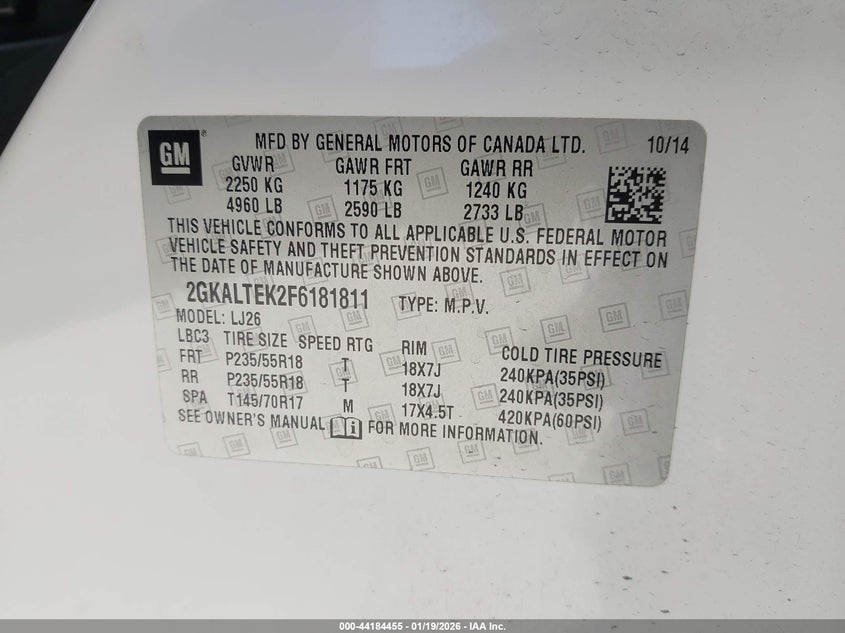 GM ® MFD BY GENERAL MOTORS OF CANADA LTD. 10/14
GVWR GAWR FRT GAWR RR
2250 KG 1175 KG 1240 KG
4960 LB 2590 LB 2733 LB
THIS VEHICLE CONFORMS TO ALL APPLICABLE U.S. FEDERAL MOTOR
VEHICLE SAFETY AND THEFT PREVENTION STANDARDS IN EFFECT ON
THE DATE OF MANUFACTURE SHOWN ABOVE.
2GKALTEK2F6181811 TYPE: M.P.V.
MODEL: LJ26
LBC3 TIRE SIZE SPEED RTG RIM COLD TIRE PRESSURE
FRT P235/55R18 T 18X7J 240KPA(35PSI)
RR P235/55R18 T 18X7J 240KPA(35PSI)
SPA T145/70R17 M 17X4.5T 420KPA(60PSI)
SEE OWNER'S MANUAL FOR MORE INFORMATION.
000-44184455 - 01/19/2026 - IAA Inc.